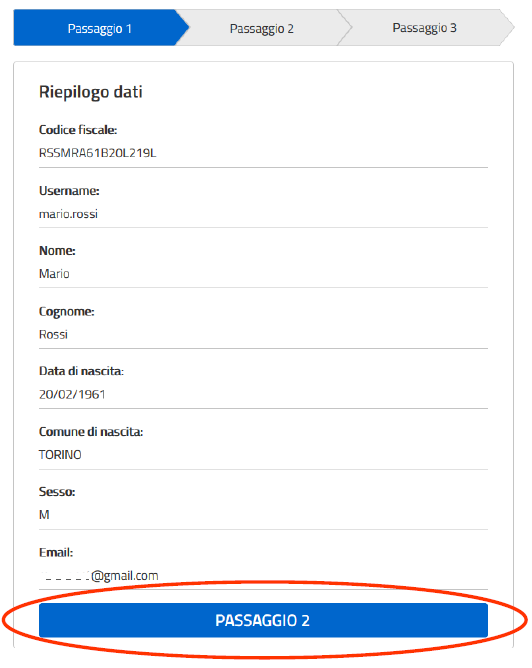 Passaggio 1
Passaggio 2
Passaggio 3
Riepilogo dati
Codice fiscale:
RSSMRA61B20L219L
Username:
mario.rossi
Nome:
Mario
Cognome:
Rossi
Data di nascita:
20/02/1961
Comune di nascita:
TORINO
Sesso:
M
Email:
@gmail.com
PASSAGGIO 2